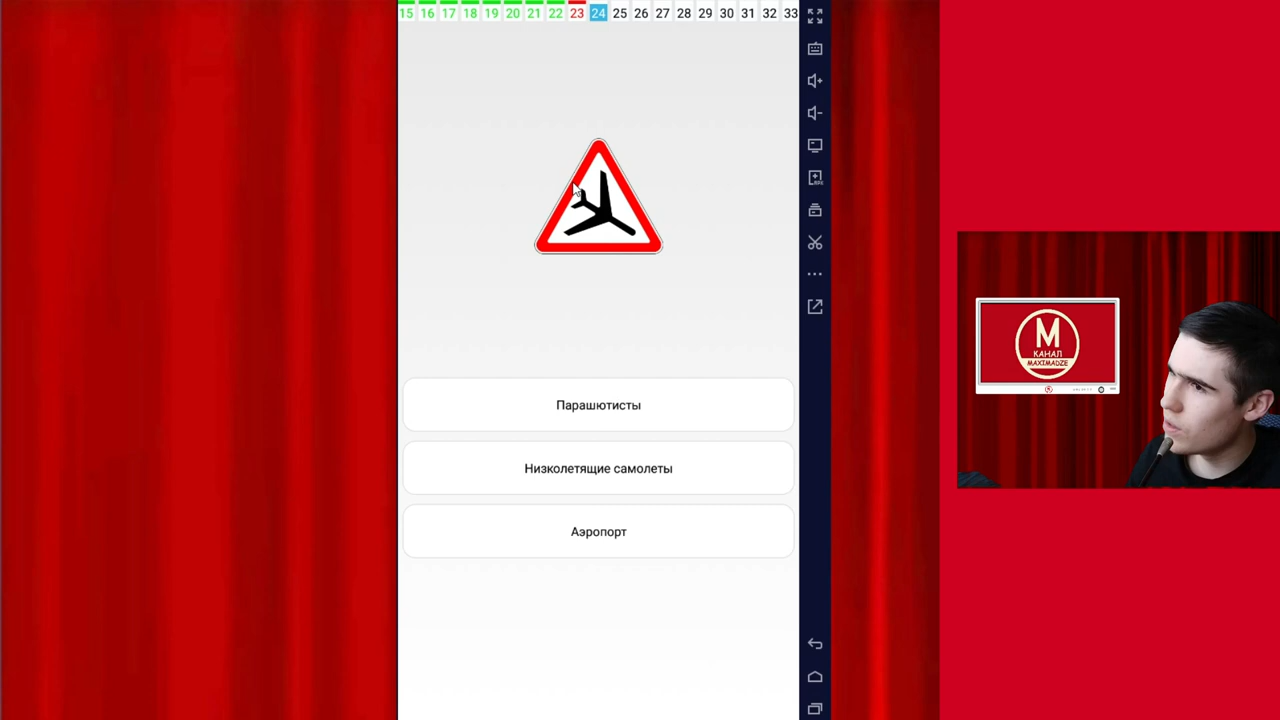 15 16 17 18 19 20 21 22 23 24 25 26 27 28 29 30 31 32 33
Парашютисты
Низколетящие самолеты
Аэропорт
М
КАНАЛ
MAXIMADZE